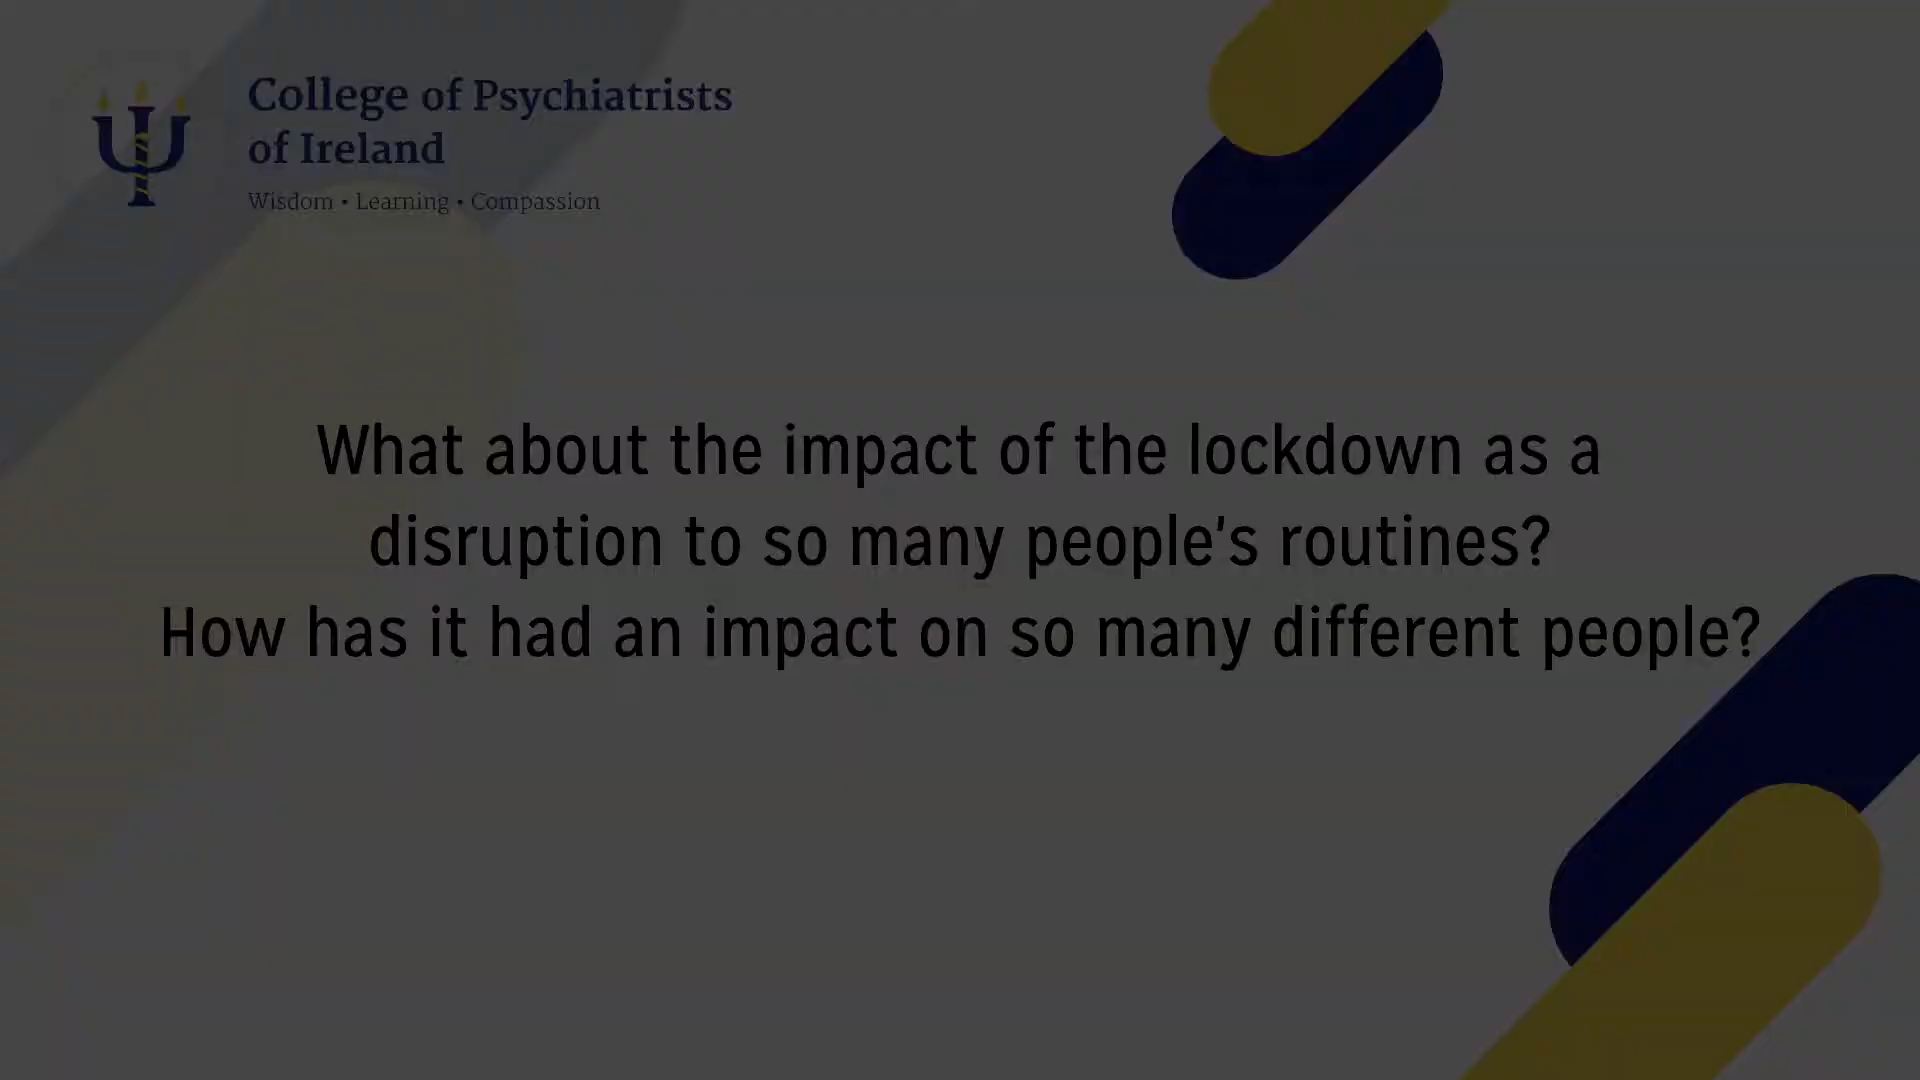 College of Psychiatrists
of Ireland
Wisdom • Learning • Compassion
What about the impact of the lockdown as a
disruption to so many people's routines?
How has it had an impact on so many different people?